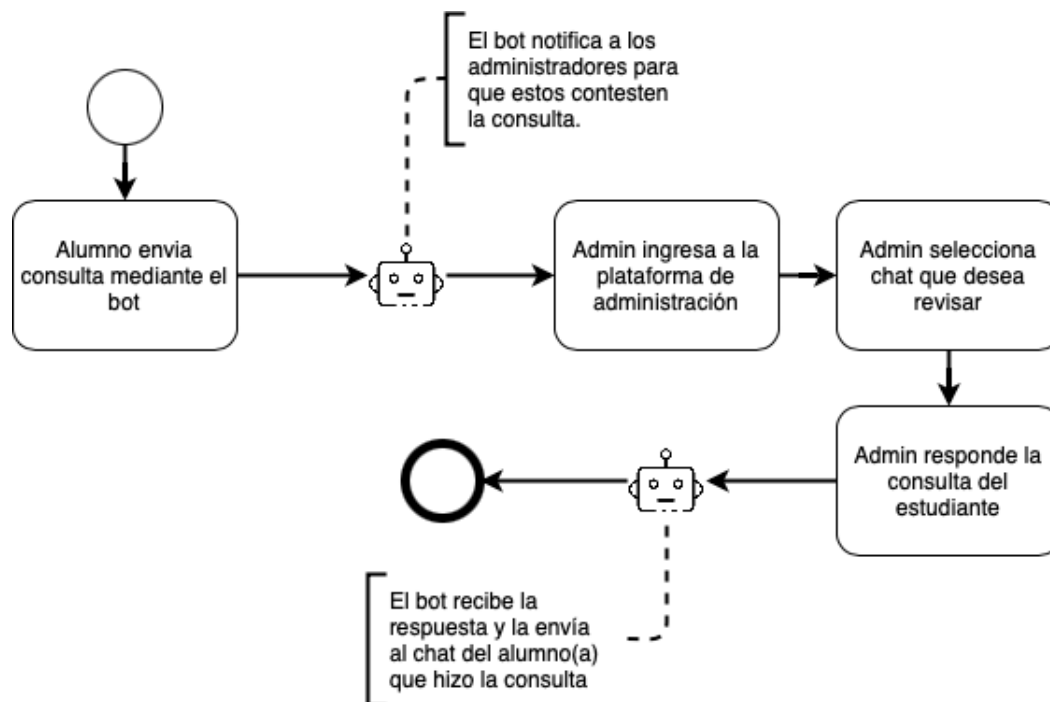 El bot notifica a los
administradores para
que estos contesten
la consulta.
Alumno envia
consulta mediante el
bot
Admin ingresa a la
plataforma de
administración
Admin selecciona
chat que desea
revisar
Admin responde la
consulta del
estudiante
El bot recibe la
respuesta y la envía
al chat del alumno(a)
que hizo la consulta